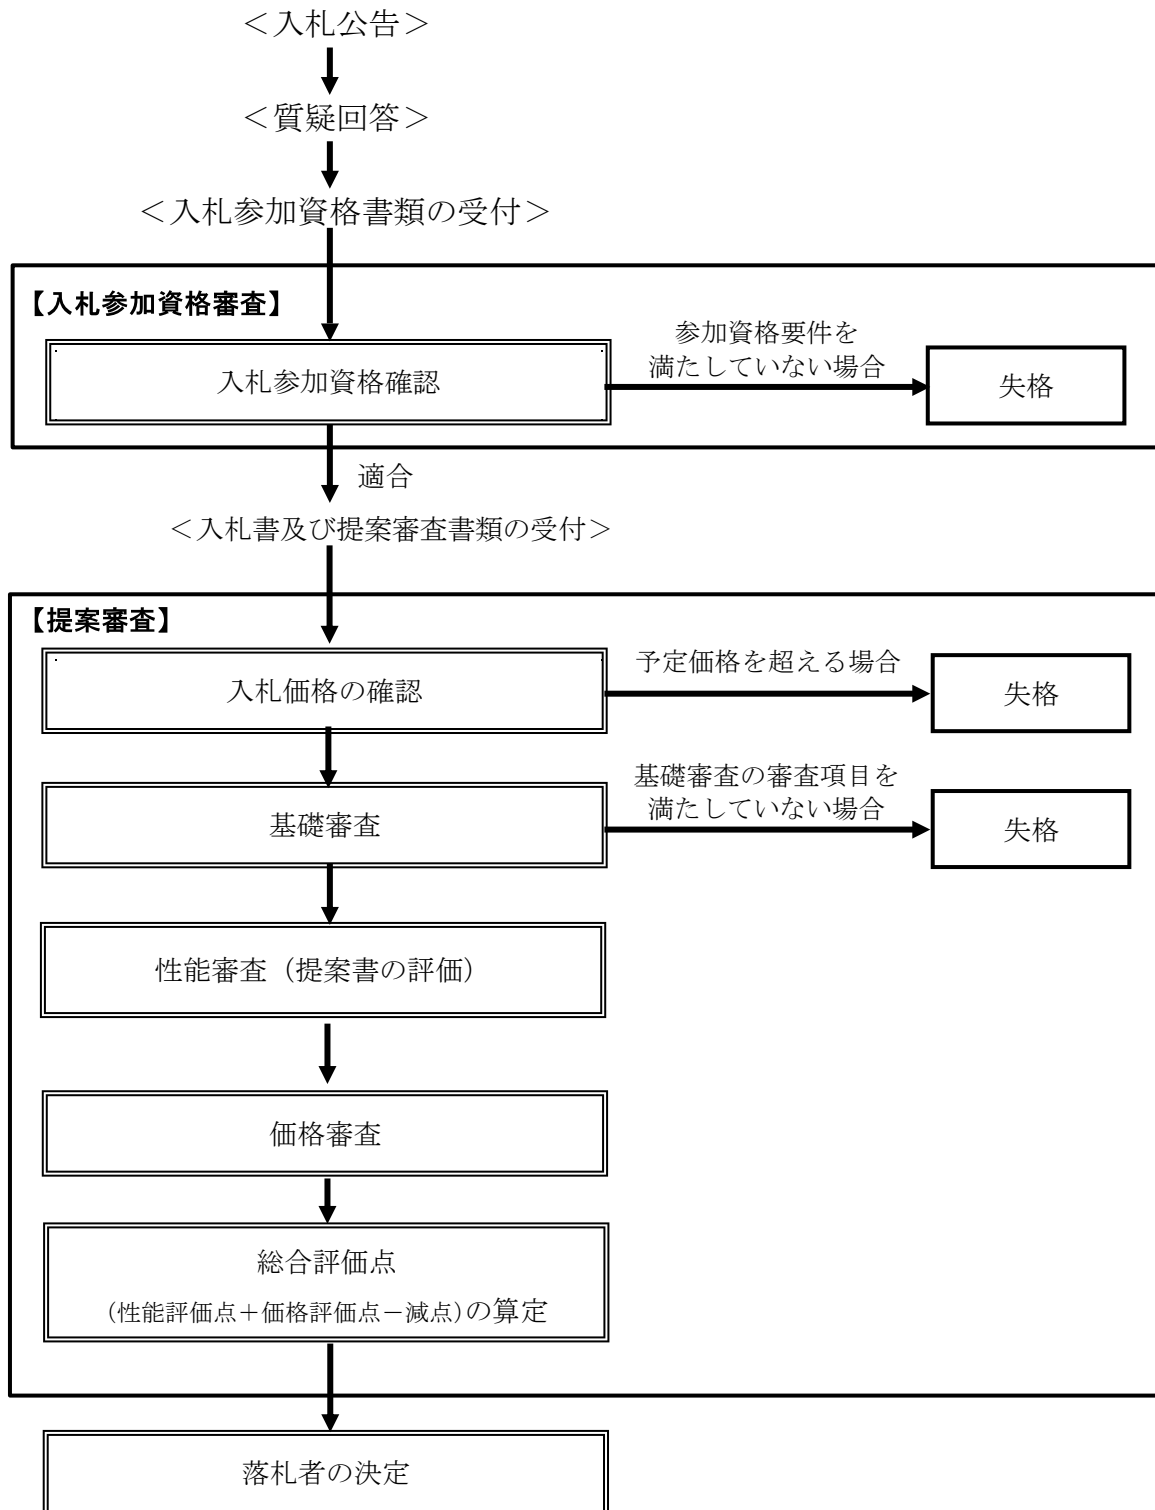 ＜入札公告＞
＜質疑回答＞
＜入札参加資格書類の受付＞
【入札参加資格審査】
入札参加資格確認
参加資格要件を
満たしていない場合
失格
適合
＜入札書及び提案審査書類の受付＞
【提案審査】
入札価格の確認
予定価格を超える場合
失格
基礎審査
基礎審査の審査項目を
満たしていない場合
失格
性能審査（提案書の評価）
価格審査
総合評価点
（性能評価点＋価格評価点－減点）の算定
落札者の決定